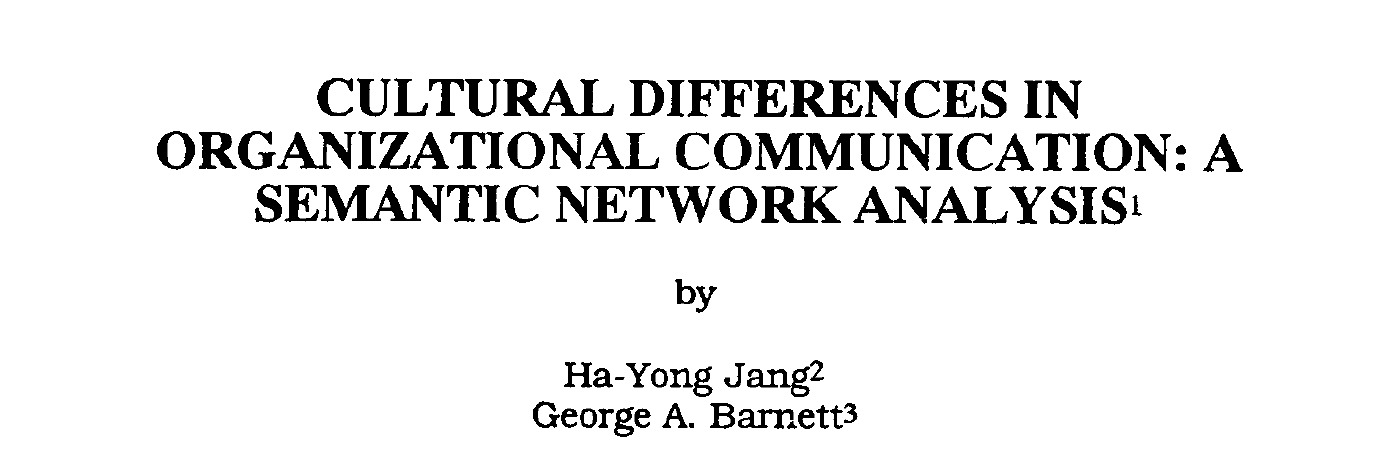 CULTURAL DIFFERENCES IN
ORGANIZATIONAL COMMUNICATION: A
SEMANTIC NETWORK ANALYSIS1
by
Ha-Yong Jang2
George A. Barnett3